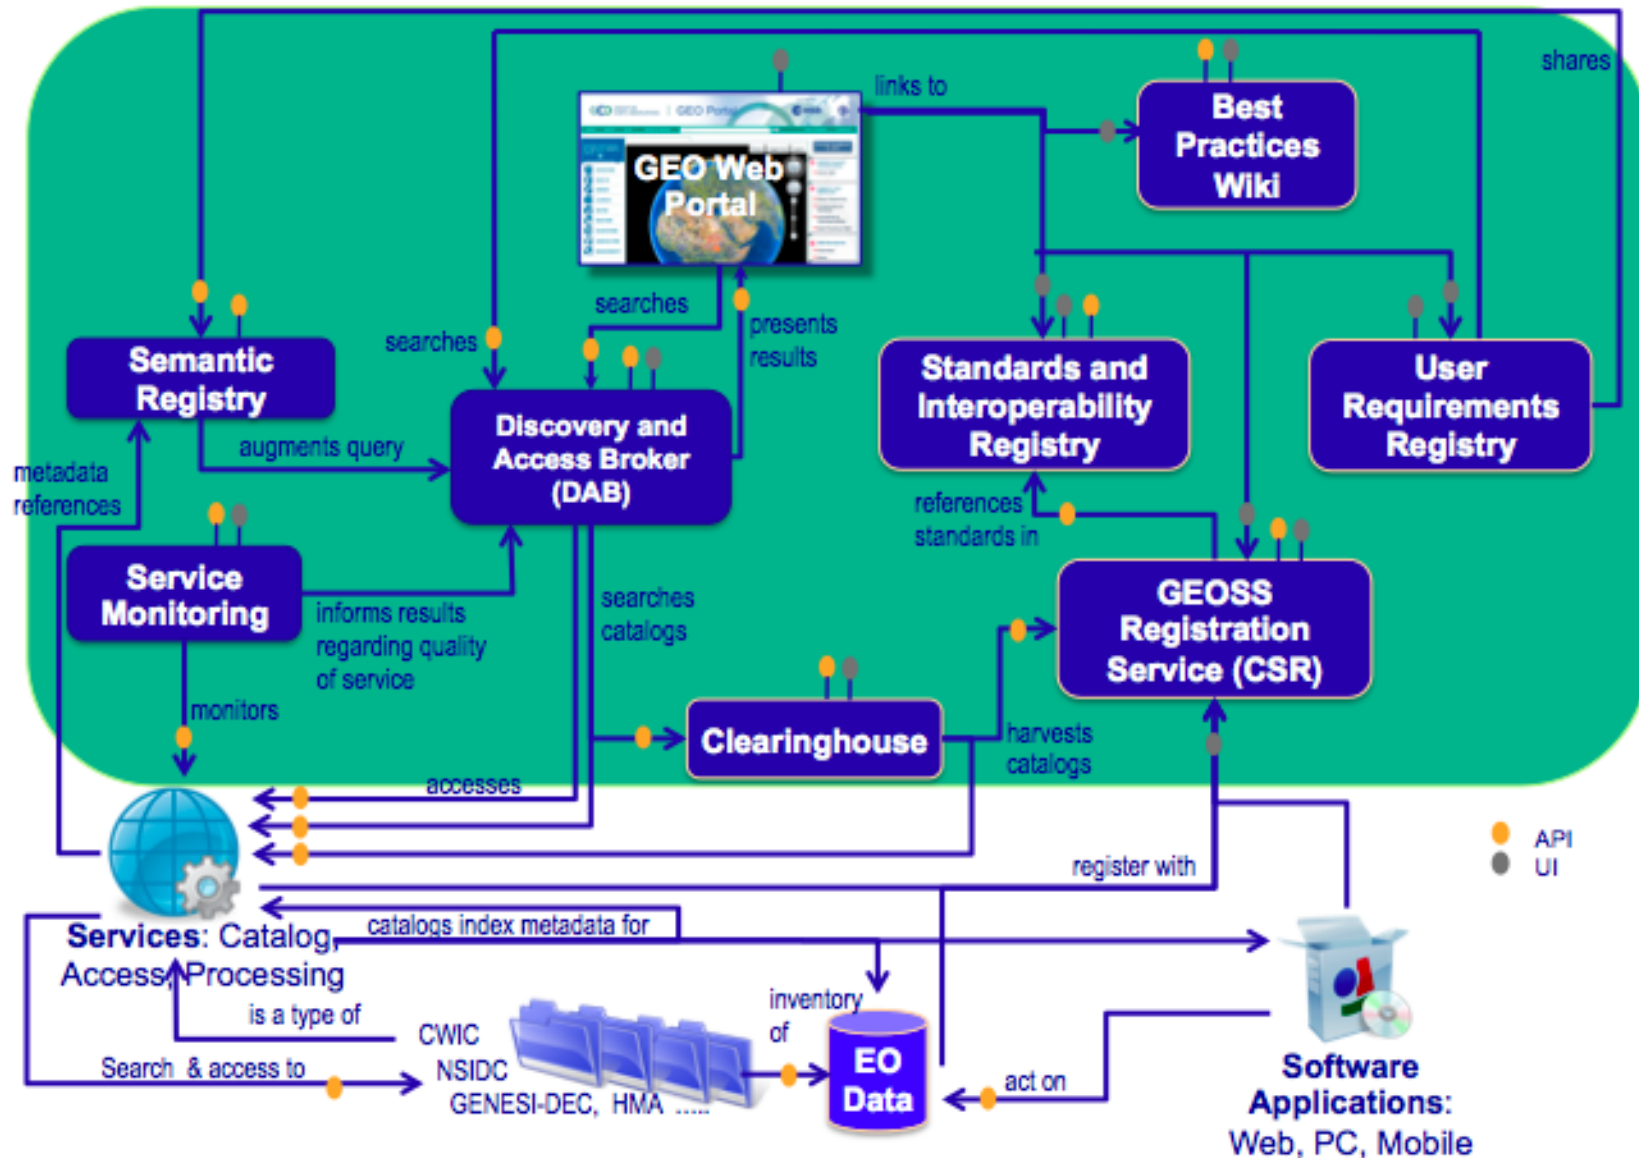 shares
links to
Best
Practices
Wiki
GEO Portal
GEO Web
Portal
searches
presents
results
searches
Semantic
Registry
Standards and
Interoperability
Registry
User
Requirements
Registry
Discovery and
Access Broker
(DAB)
augments query
metadata
references
references
standards in
Service
Monitoring
informs results
regarding quality
of service
searches
catalogs
GEOSS
Registration
Service (CSR)
monitors
Clearinghouse
harvests
catalogs
accesses
API
UI
register with
catalogs index metadata for
Services: Catalog,
Access, Processing
is a type of
CWIC
inventory
of
Search & access to
NSIDC
GENESI-DEC, HMA .....
EO
Data
act on
Software
Applications:
Web, PC, Mobile